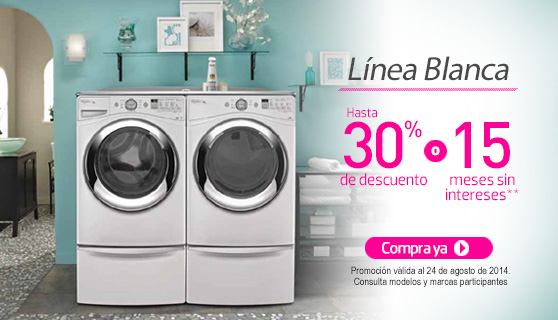 Línea Blanca
Hasta
30% o 15
de descuento
meses sin
intereses**
Compra ya
Promoción válida al 24 de agosto de 2014.
Consulta modelos y marcas participantes